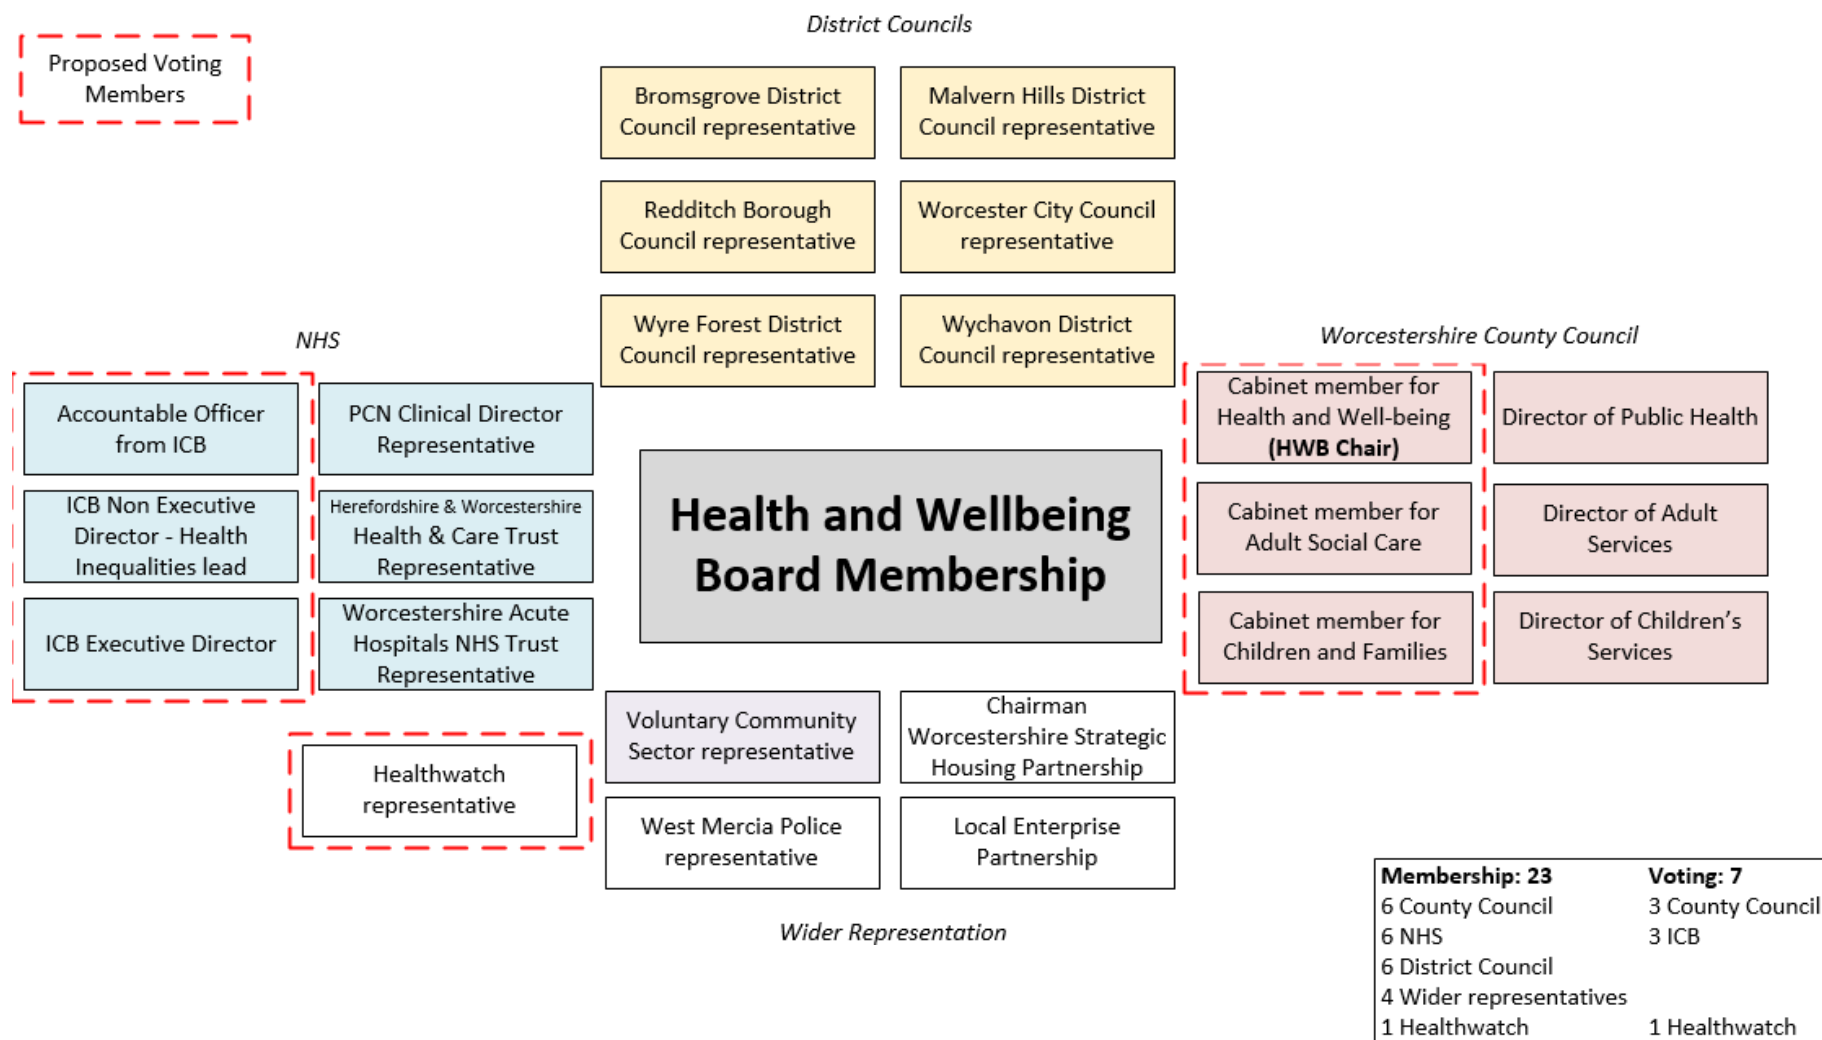 District Councils
Proposed Voting
Members
Bromsgrove District
Council representative
Malvern Hills District
Council representative
Redditch Borough
Council representative
Worcester City Council
representative
Wyre Forest District
Council representative
Wychavon District
Council representative
NHS
Accountable Officer
from ICB
PCN Clinical Director
Representative
ICB Non Executive
Director - Health
Inequalities lead
Herefordshire & Worcestershire
Health & Care Trust
Representative
ICB Executive Director
Worcestershire Acute
Hospitals NHS Trust
Representative
Health and Wellbeing
Board Membership
Worcestershire County Council
Cabinet member for
Health and Well-being
(HWB Chair)
Director of Public Health
Cabinet member for
Adult Social Care
Director of Adult
Services
Cabinet member for
Children and Families
Director of Children's
Services
Healthwatch
representative
Voluntary Community
Sector representative
Chairman
Worcestershire Strategic
Housing Partnership
West Mercia Police
representative
Local Enterprise
Partnership
Wider Representation
Membership: 23 Voting: 7
6 County Council 3 County Council
6 NHS 3 ICB
6 District Council
4 Wider representatives
1 Healthwatch 1 Healthwatch